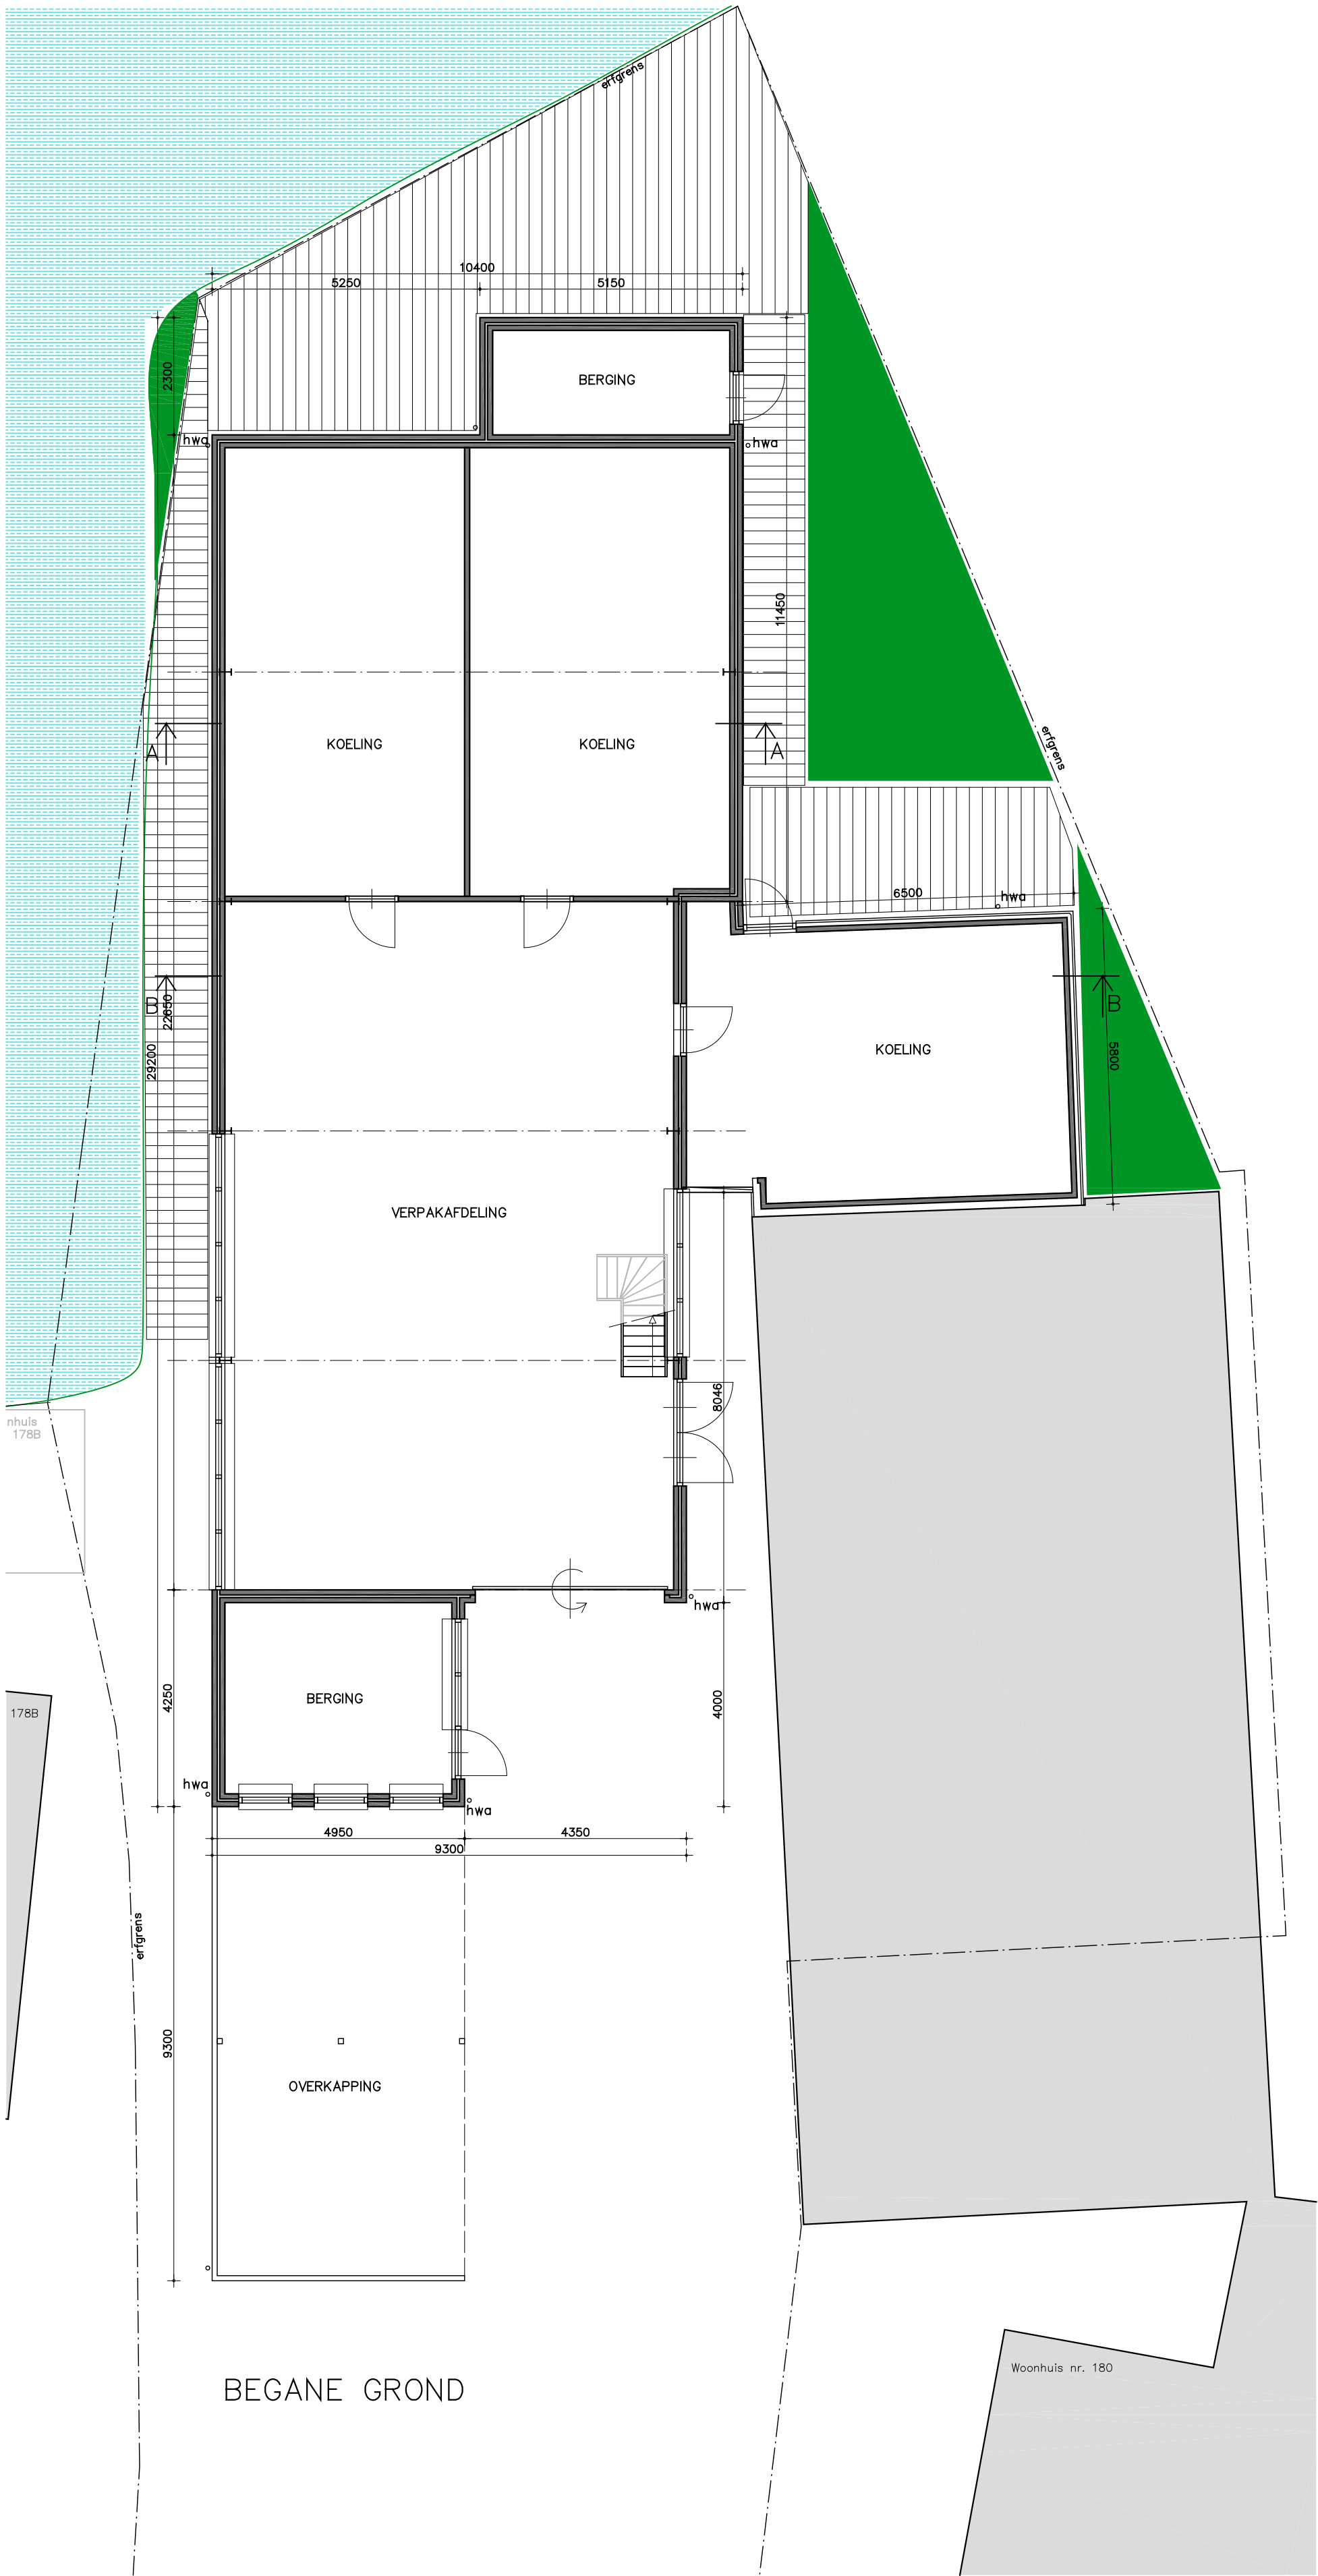 erfgrens
10400
5250
5150
2300
BERGING
hwa
hwa
11450
KOELING
KOELING
A
A
erfgrens
6500
hwa
B
22650
29200
B
KOELING
5800
VERPAKAFDELING
8046
nhuis
178B
hwa
4250
BERGING
4000
178B
hwa
hwa
4950
4350
9300
erfgrens
9300
OVERKAPPING
BEGANE GROND
Woonhuis nr. 180